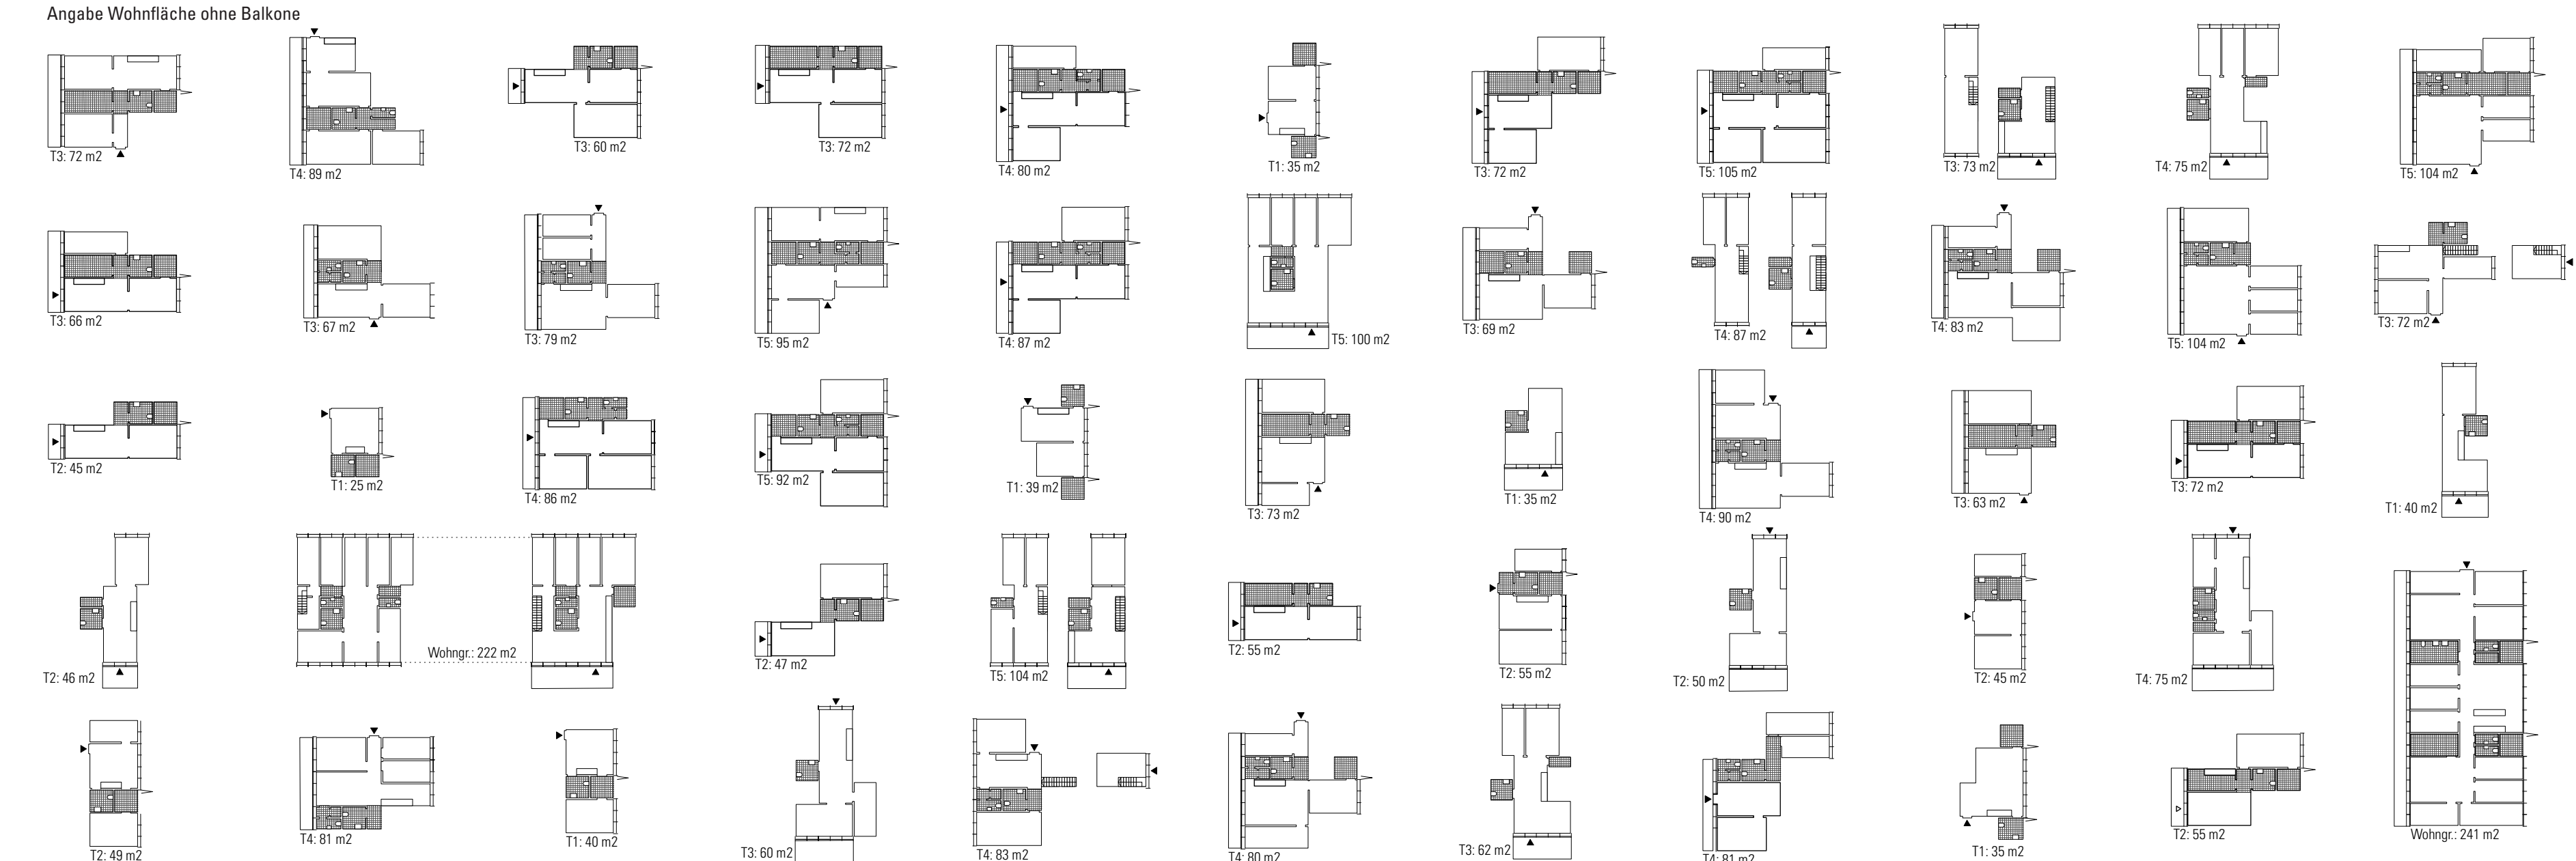 Angabe Wohnfläche ohne Balkone
T3: 72 m2
T4: 89 m2
T3: 60 m2
T3: 72 m2
T4: 80 m2
T1: 35 m2
T3: 72 m2
T5: 105 m2
T3: 73 m2
T4: 75 m2
T5: 104 m2
T3: 66 m2
T3: 67 m2
T3: 79 m2
T5: 95 m2
T4: 87 m2
T5: 100 m2
T3: 69 m2
T4: 87 m2
T4: 83 m2
T5: 104 m2
T3: 72 m2
T2: 45 m2
T1: 25 m2
T4: 86 m2
T5: 92 m2
T1: 39 m2
T3: 73 m2
T1: 35 m2
T4: 90 m2
T3: 63 m2
T3: 72 m2
T1: 40 m2
T2: 46 m2
Wohngr.: 222 m2
T2: 47 m2
T5: 104 m2
T2: 55 m2
T2: 55 m2
T2: 50 m2
T2: 45 m2
T4: 75 m2
Wohngr.: 241 m2
T2: 49 m2
T4: 81 m2
T1: 40 m2
T3: 60 m2
T4: 83 m2
T4: 80 m2
T3: 62 m2
T4: 81 m2
T1: 35 m2
T2: 55 m2